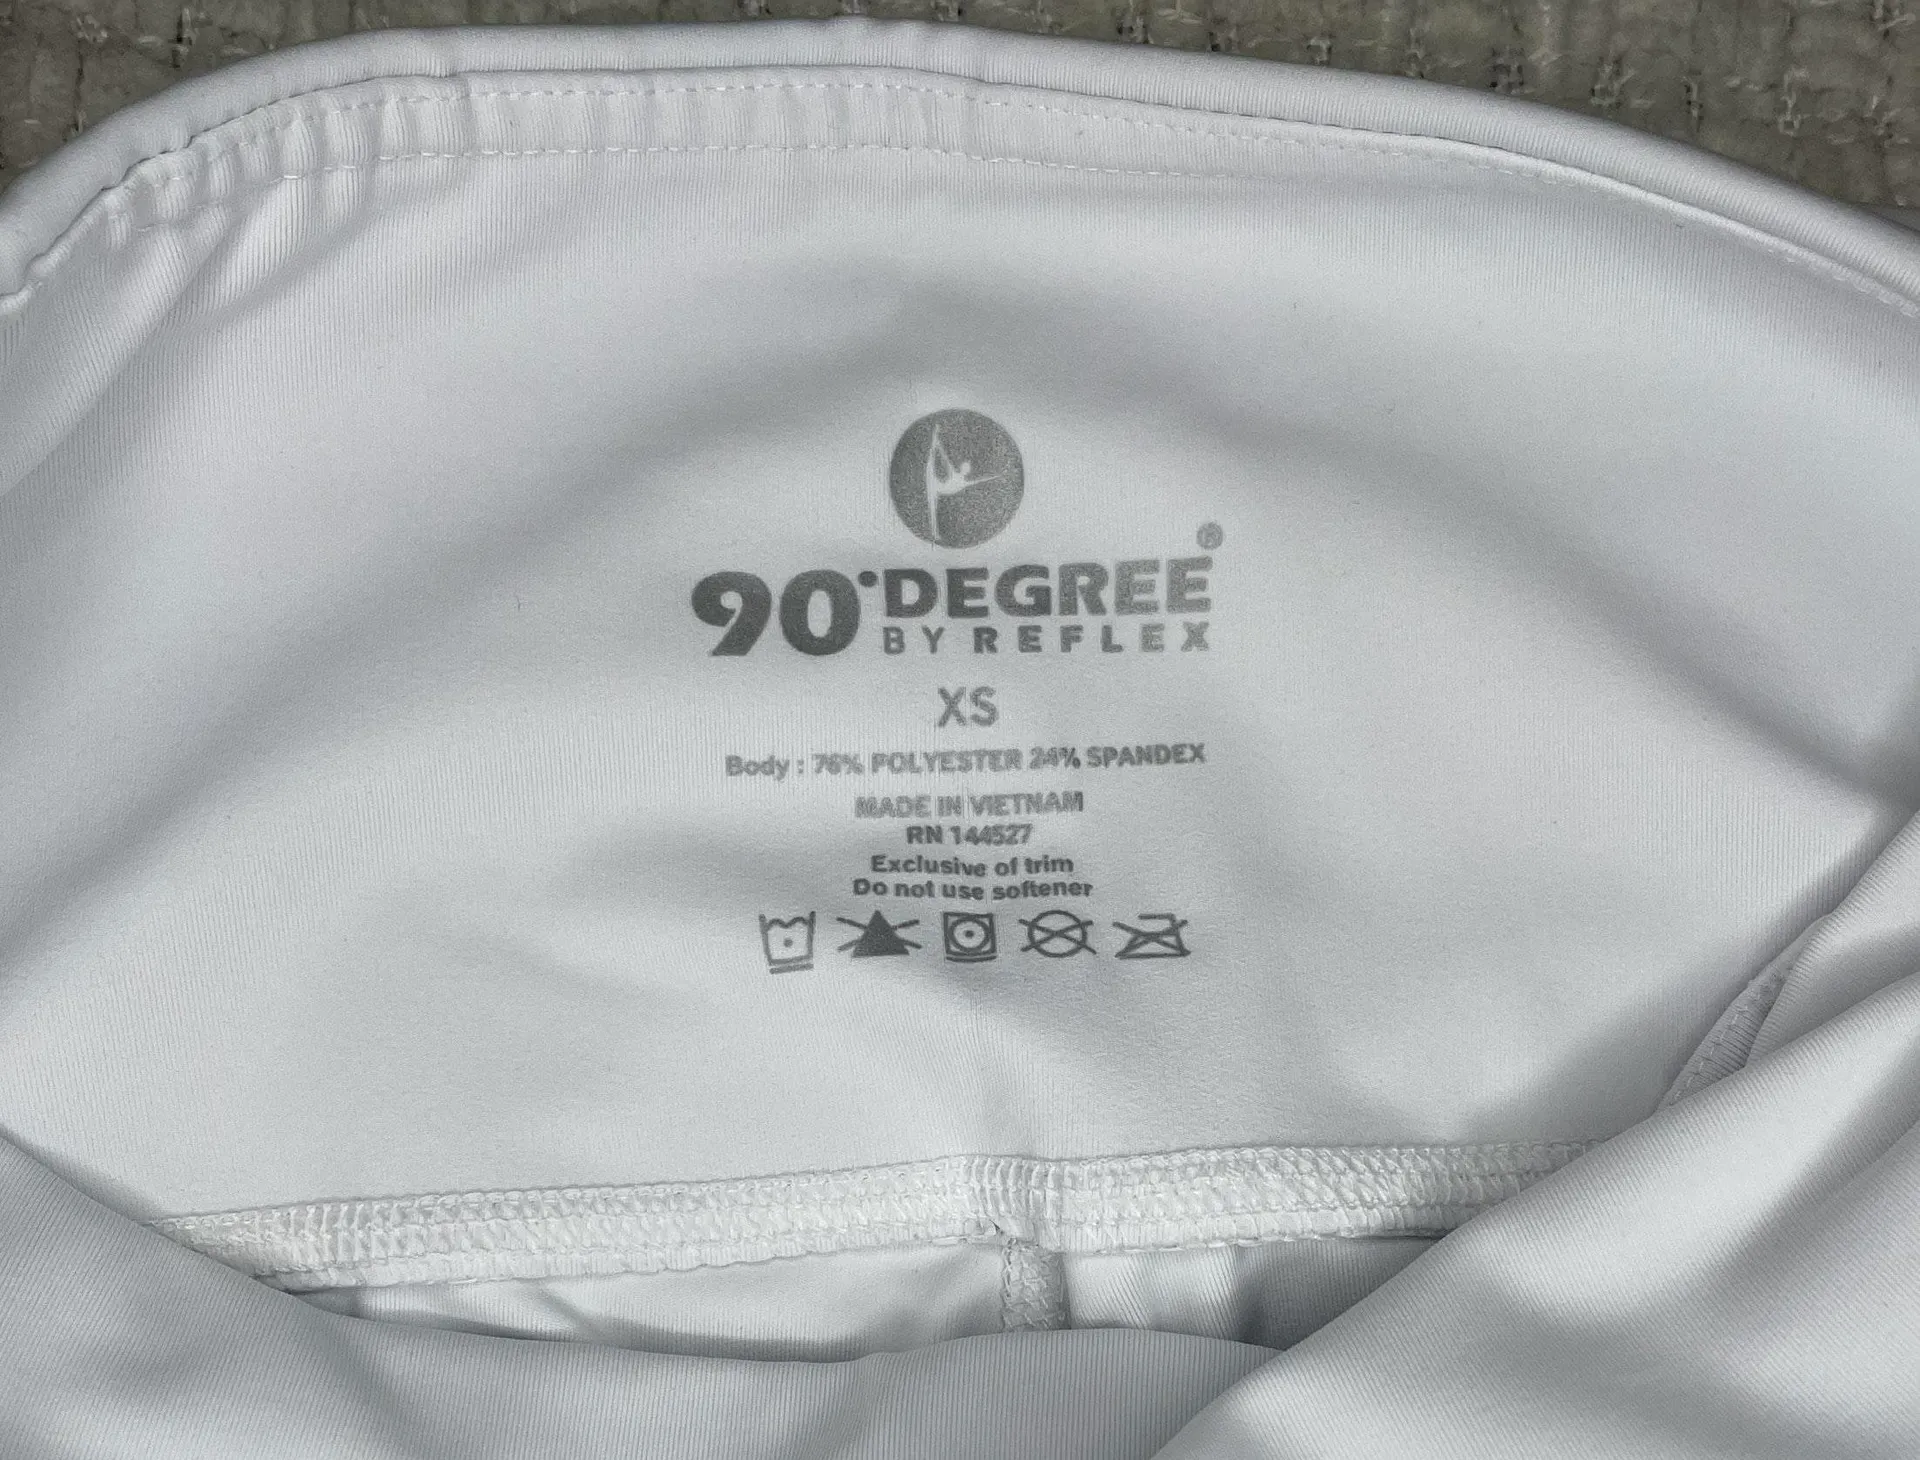 90°DEGREE®
BY REFLEX
XS
Body : 76% POLYESTER 24% SPANDEX
MADE IN VIETNAM
RN 144527
Exclusive of trim
Do not use softener